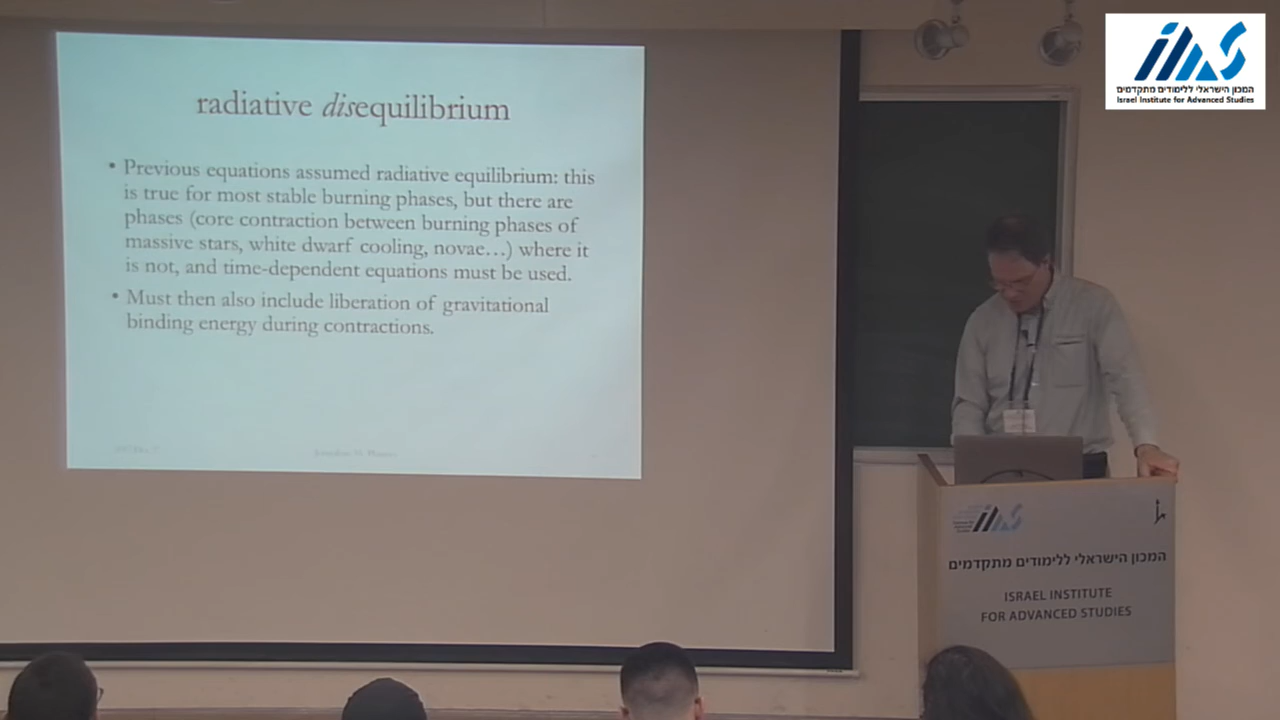 radiative disequilibrium
• Previous equations assumed radiative equilibrium: this
is true for most stable burning phases, but there are
phases (core contraction between burning phases of
massive stars, white dwarf cooling, novae…) where it
is not, and time-dependent equations must be used.
• Must then also include liberation of gravitational
binding energy during contractions.
המכון הישראלי ללימודים מתקדמים
Israel Institute for Advanced Studies
המכון הישראלי ללימודים מתקדמים
ISRAEL INSTITUTE
FOR ADVANCED STUDIES